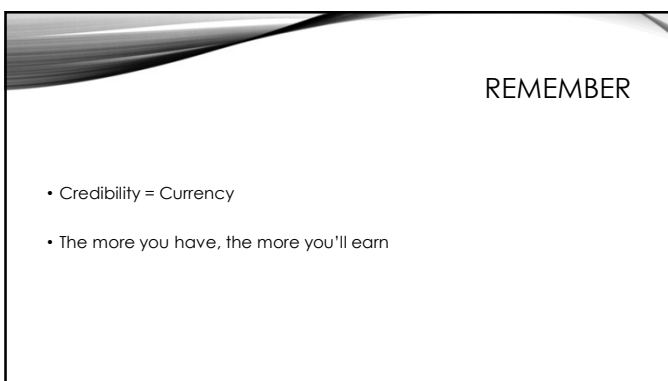 REMEMBER
• Credibility = Currency
• The more you have, the more you’ll earn